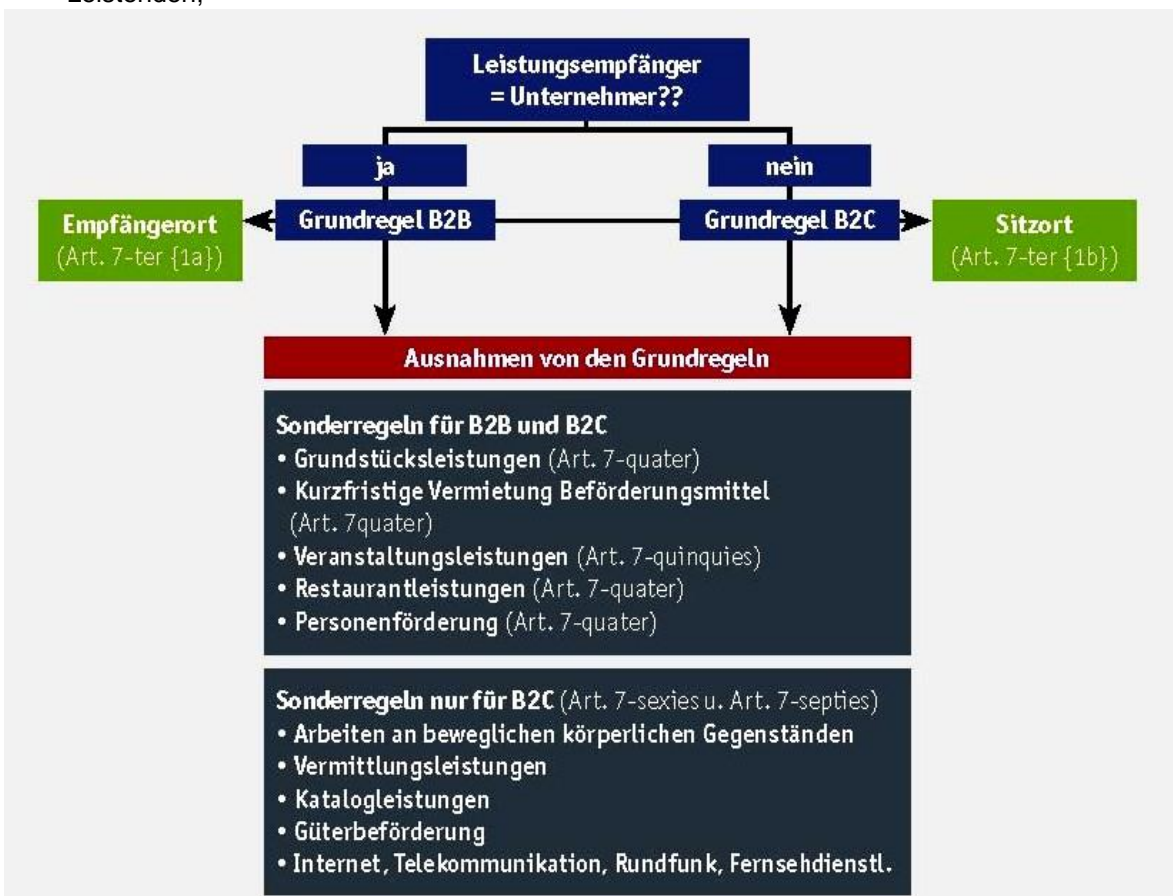 Leistenden,
Leistungsempfänger
= Unternehmer??
ja
nein
Empfängerort
(Art. 7-ter {1a})
Grundregel B2B
Grundregel B2C
Sitzort
(Art. 7-ter {1b})
Ausnahmen von den Grundregeln
Sonderregeln für B2B und B2C
• Grundstücksleistungen (Art. 7-quater)
• Kurzfristige Vermietung Beförderungsmittel
(Art. 7quater)
• Veranstaltungsleistungen (Art. 7-quinquies)
• Restaurantleistungen (Art. 7-quater)
• Personenförderung (Art. 7-quater)
Sonderregeln nur für B2C (Art. 7-sexies u. Art. 7-septies)
• Arbeiten an beweglichen körperlichen Gegenständen
• Vermittlungsleistungen
• Katalogleistungen
• Güterbeförderung
• Internet, Telekommunikation, Rundfunk, Fernsehdienstl.